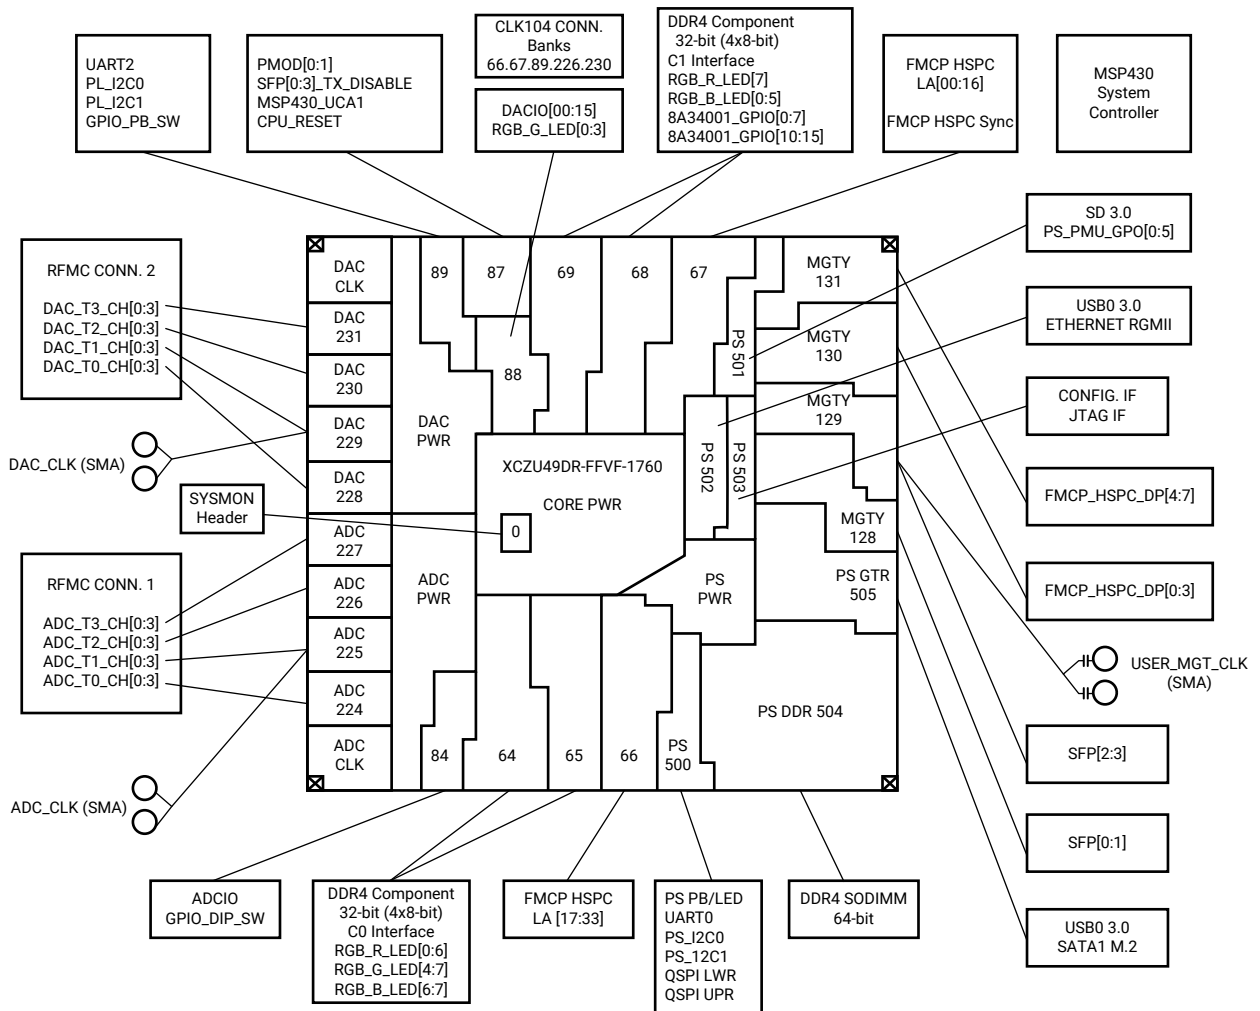 UART2
PL_I2C0
PL_I2C1
GPIO_PB_SW
PMOD[0:1]
SFP[0:3]_TX_DISABLE
MSP430_UCA1
CPU_RESET
CLK104 CONN.
Banks
66.67.89.226.230
DACIO[00:15]
RGB_G_LED[0:3]
DDR4 Component
32-bit (4x8-bit)
C1 Interface
RGB_R_LED[7]
RGB_B_LED[0:5]
8A34001_GPIO[0:7]
8A34001_GPIO[10:15]
FMCP HSPC
LA[00:16]
FMCP HSPC Sync
MSP430
System
Controller
SD 3.0
PS_PMU_GPO[0:5]
USB0 3.0
ETHERNET RGMII
CONFIG. IF
JTAG IF
FMCP_HSPC_DP[4:7]
FMCP_HSPC_DP[0:3]
USER_MGT_CLK
(SMA)
SFP[2:3]
SFP[0:1]
USB0 3.0
SATA1 M.2
RFMC CONN. 2
DAC_T3_CH[0:3]
DAC_T2_CH[0:3]
DAC_T1_CH[0:3]
DAC_T0_CH[0:3]
DAC_CLK (SMA)
SYSMON
Header
RFMC CONN. 1
ADC_T3_CH[0:3]
ADC_T2_CH[0:3]
ADC_T1_CH[0:3]
ADC_T0_CH[0:3]
ADC_CLK (SMA)
DAC
CLK
DAC
231
DAC
230
DAC
229
DAC
228
ADC
227
ADC
226
ADC
225
ADC
224
ADC
CLK
DAC
PWR
ADC
PWR
89
87
88
69
68
67
PS 501
PS 502
PS 503
MGTY
131
MGTY
130
MGTY
129
MGTY
128
PS GTR
505
XCZU49DR-FFVF-1760
CORE PWR
0
PS
PWR
PS DDR 504
84
64
65
66
PS
500
ADCIO
GPIO_DIP_SW
DDR4 Component
32-bit (4x8-bit)
C0 Interface
RGB_R_LED[0:6]
RGB_G_LED[4:7]
RGB_B_LED[6:7]
FMCP HSPC
LA [17:33]
PS PB/LED
UART0
PS_I2C0
PS_12C1
QSPI LWR
QSPI UPR
DDR4 SODIMM
64-bit